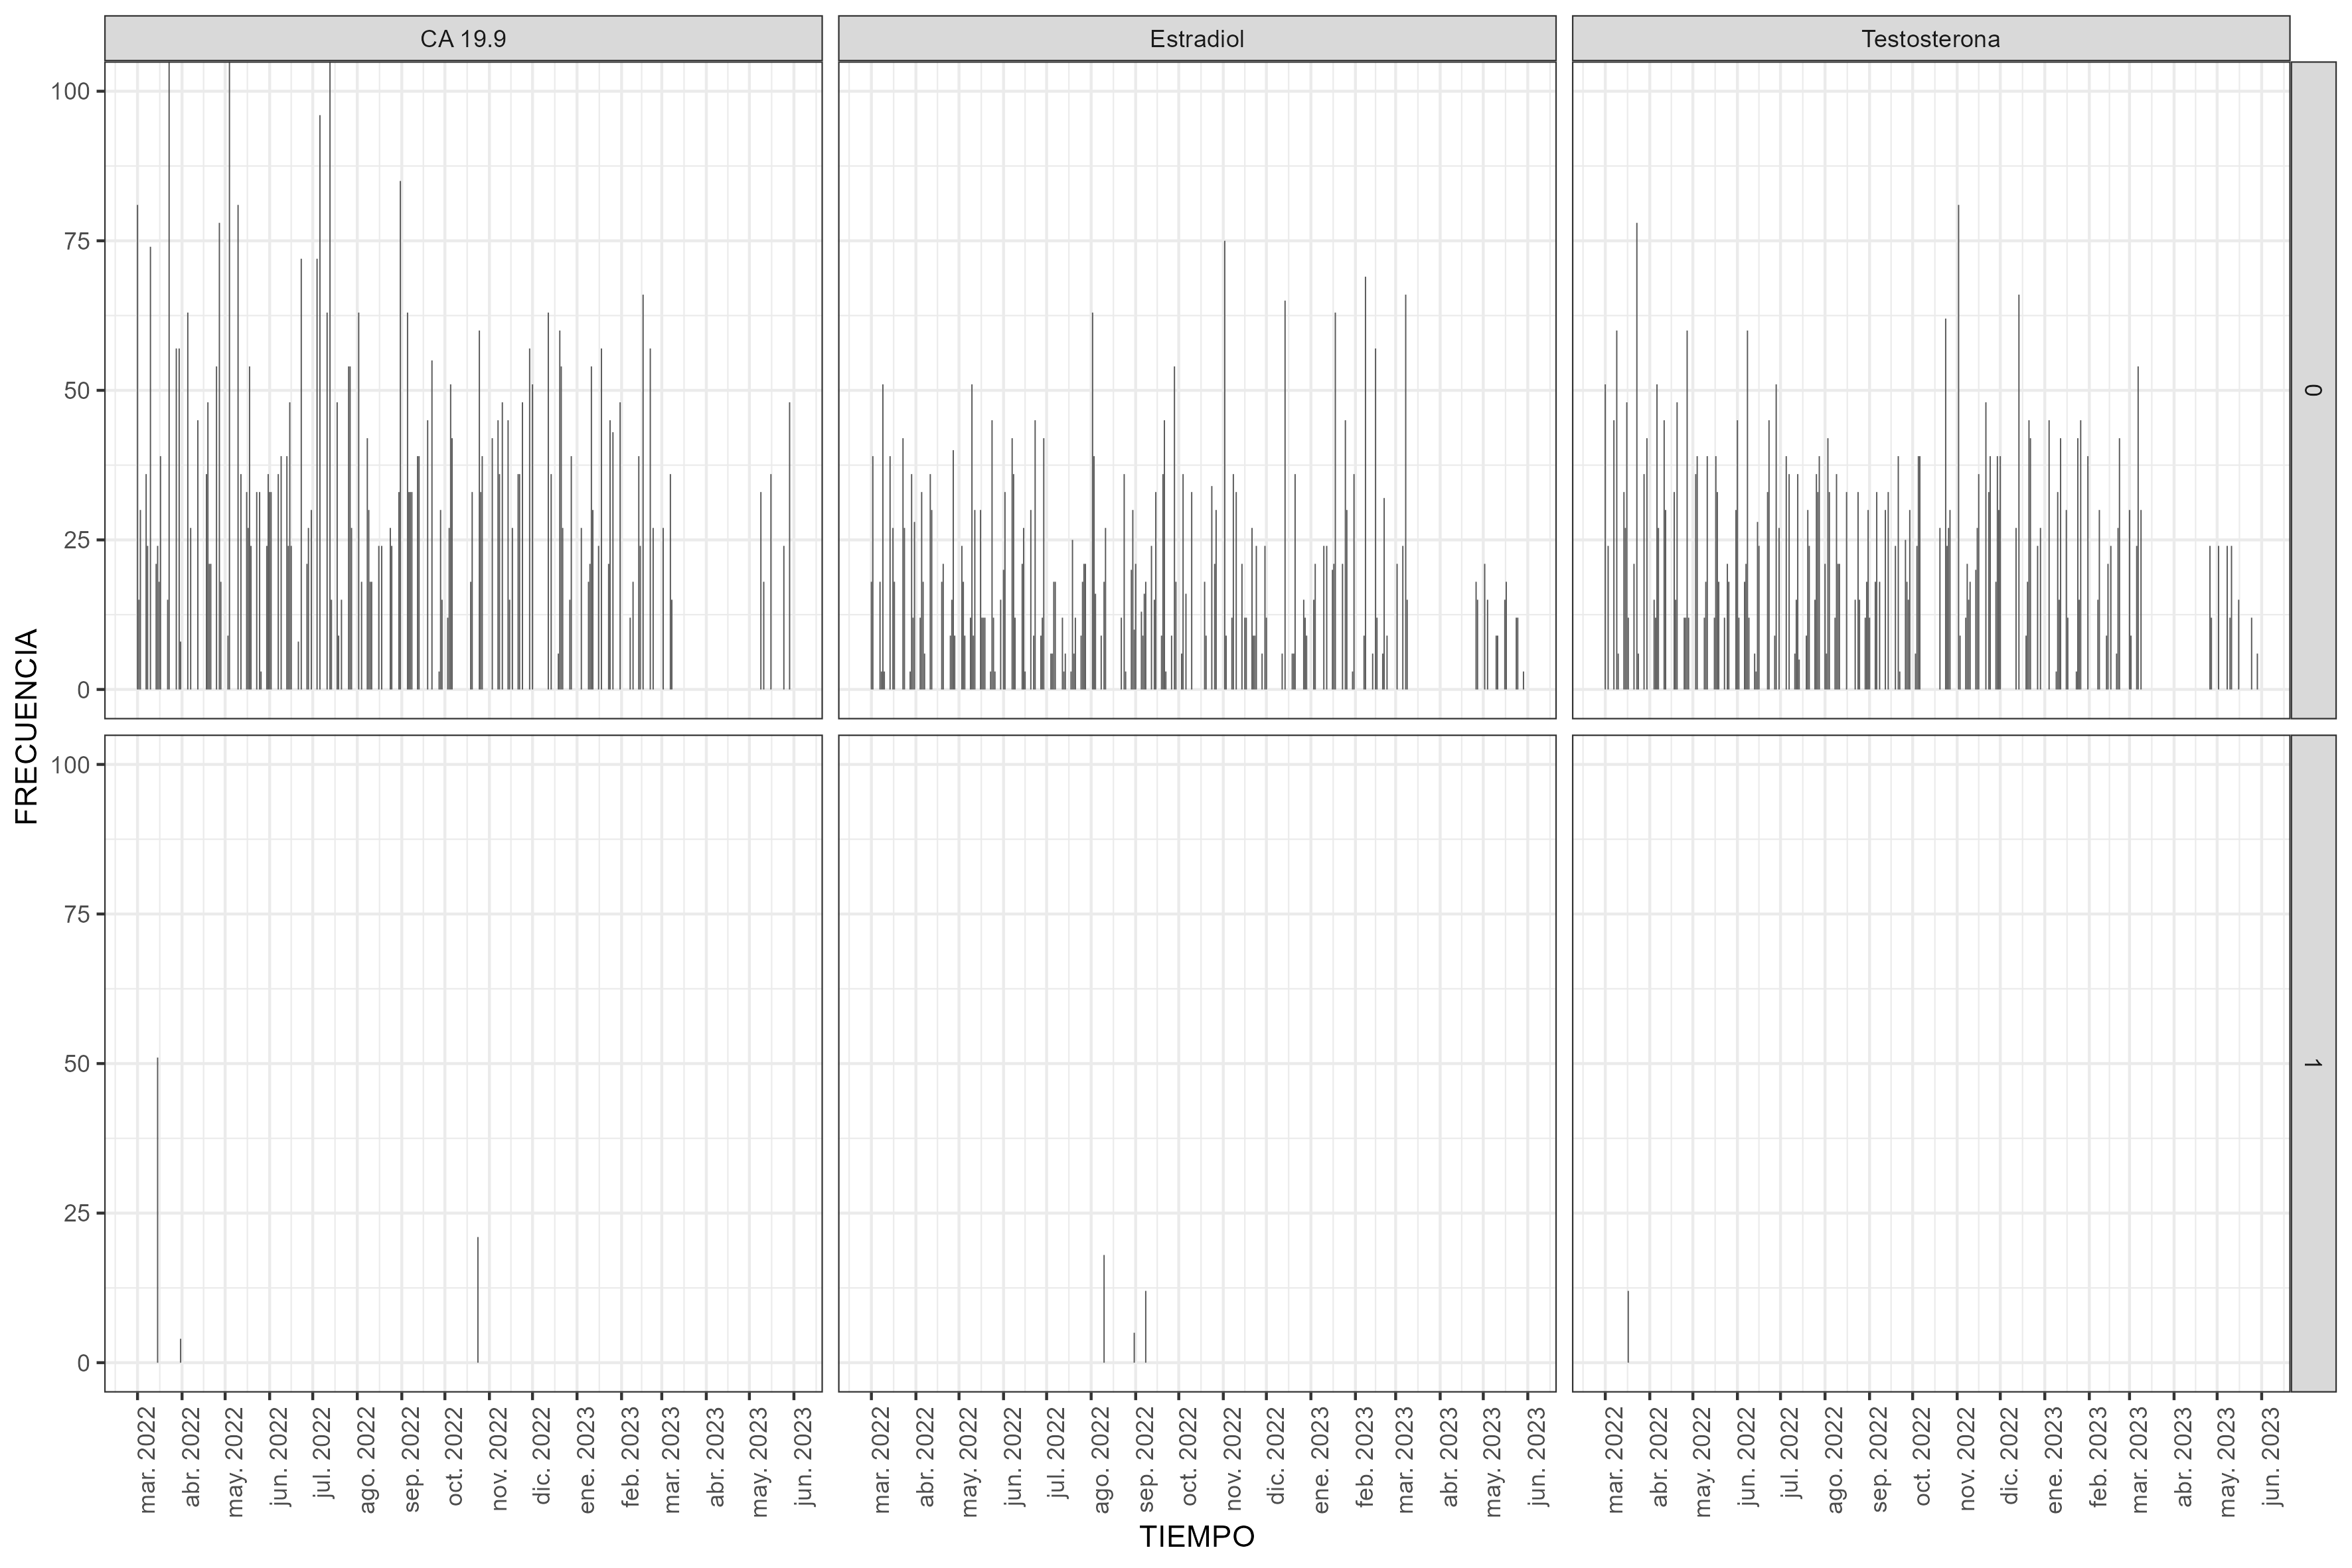 CA 19.9
Estradiol
Testosterona
100
75
50
25
0
0
FRECUENCIA
100
75
50
25
0
1
mar. 2022
abr. 2022
may. 2022
jun. 2022
jul. 2022
ago. 2022
sep. 2022
oct. 2022
nov. 2022
dic. 2022
ene. 2023
feb. 2023
mar. 2023
abr. 2023
may. 2023
jun. 2023
mar. 2022
abr. 2022
may. 2022
jun. 2022
jul. 2022
ago. 2022
sep. 2022
oct. 2022
nov. 2022
dic. 2022
ene. 2023
feb. 2023
mar. 2023
abr. 2023
may. 2023
jun. 2023
mar. 2022
abr. 2022
may. 2022
jun. 2022
jul. 2022
ago. 2022
sep. 2022
oct. 2022
nov. 2022
dic. 2022
ene. 2023
feb. 2023
mar. 2023
abr. 2023
may. 2023
jun. 2023
TIEMPO